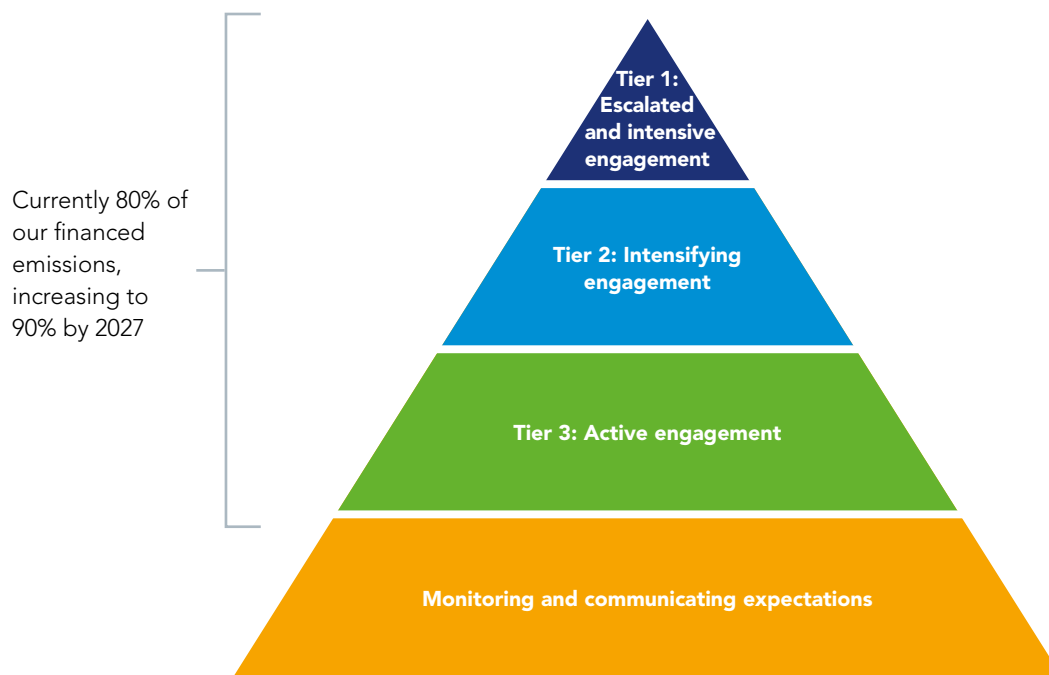 Tier 1:
Escalated
and intensive
engagement
Currently 80% of
our financed
emissions,
increasing to
90% by 2027
Tier 2: Intensifying
engagement
Tier 3: Active engagement
Monitoring and communicating expectations